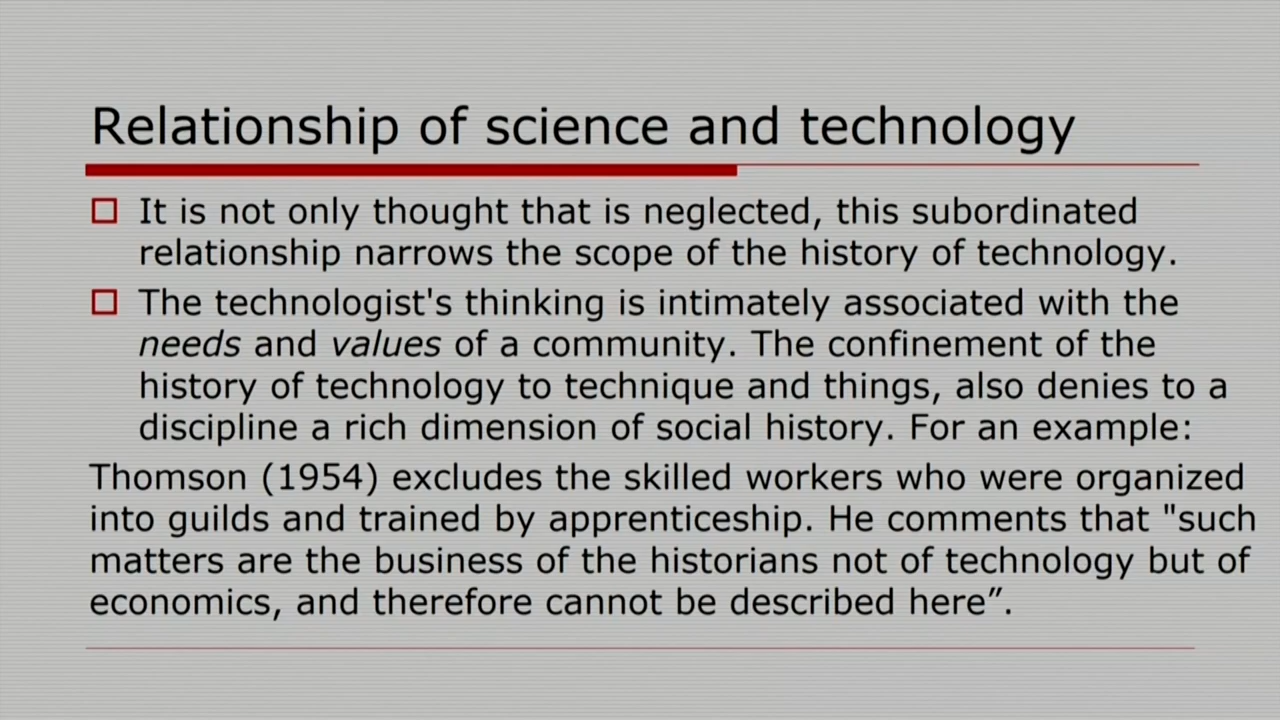 Relationship of science and technology
It is not only thought that is neglected, this subordinated
relationship narrows the scope of the history of technology.
The technologist's thinking is intimately associated with the
needs and values of a community. The confinement of the
history of technology to technique and things, also denies to a
discipline a rich dimension of social history. For an example:
Thomson (1954) excludes the skilled workers who were organized
into guilds and trained by apprenticeship. He comments that "such
matters are the business of the historians not of technology but of
economics, and therefore cannot be described here”.